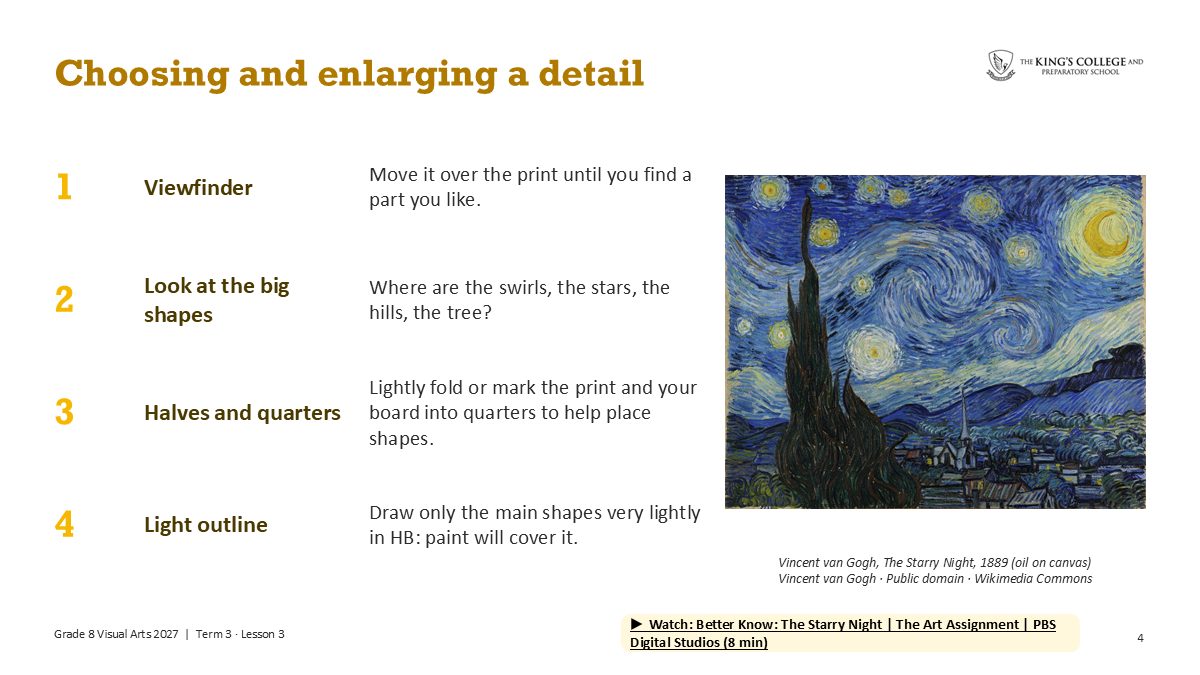 Choosing and enlarging a detail
THE KING'S COLLEGE AND
PREPARATORY SCHOOL
1
Viewfinder
Move it over the print until you find a
part you like.
2
Look at the big
shapes
Where are the swirls, the stars, the
hills, the tree?
3
Halves and quarters
Lightly fold or mark the print and your
board into quarters to help place
shapes.
4
Light outline
Draw only the main shapes very lightly
in HB: paint will cover it.
Vincent van Gogh, The Starry Night, 1889 (oil on canvas)
Vincent van Gogh · Public domain · Wikimedia Commons
Grade 8 Visual Arts 2027 | Term 3 · Lesson 3
▶ Watch: Better Know: The Starry Night | The Art Assignment | PBS
Digital Studios (8 min)
4